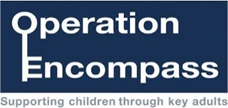 Operation
Encompass
Supporting children through key adults